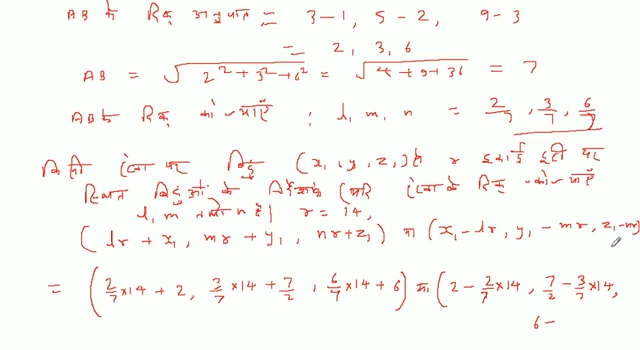 AB के दिक् अनुपात = 3 - 1, 5 - 2, 9 - 3
= 2, 3, 6
AB = √(2² + 3² + 6²) = √(4 + 9 + 36) = 7
AB के दिक् को-ज्याएँ : l, m, n = 2/7, 3/7, 6/7
किसी रेखा पर बिंदु (x₁, y₁, z₁) से r इकाई दूरी पर
स्थित बिंदुओं के निर्देशांक (यदि रेखा के दिक्-को-ज्याएँ
l, m तथा n हैं) r = 14,
(lr + x₁, mr + y₁, nr + z₁) या (x₁ - lr, y₁ - mr, z₁ - nr)
= (2/7 × 14 + 2, 3/7 × 14 + 7/2, 6/7 × 14 + 6) या (2 - 2/7 × 14, 7/2 - 3/7 × 14,
6 -